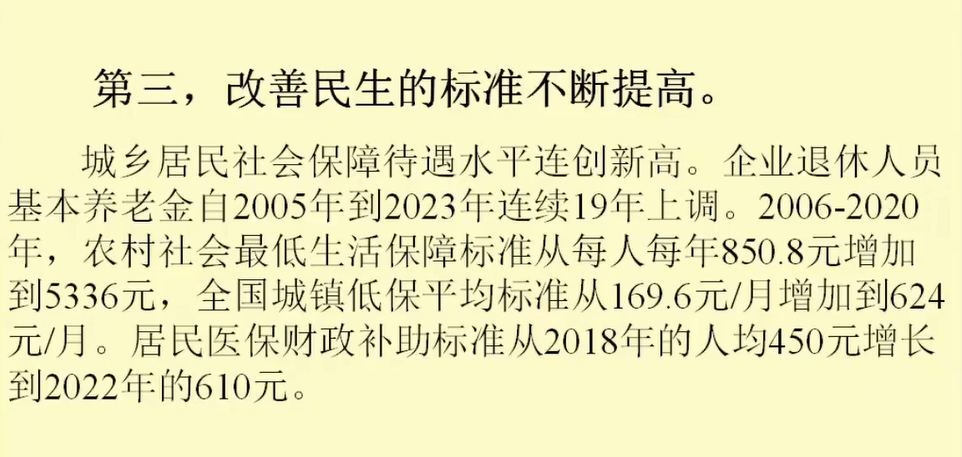 第三，改善民生的标准不断提高。
城乡居民社会保障待遇水平连创新高。企业退休人员
基本养老金自2005年到2023年连续19年上调。2006-2020
年，农村社会最低生活保障标准从每人每年850.8元增加
到5336元，全国城镇低保平均标准从169.6元/月增加到624
元/月。居民医保财政补助标准从2018年的人均450元增长
到2022年的610元。